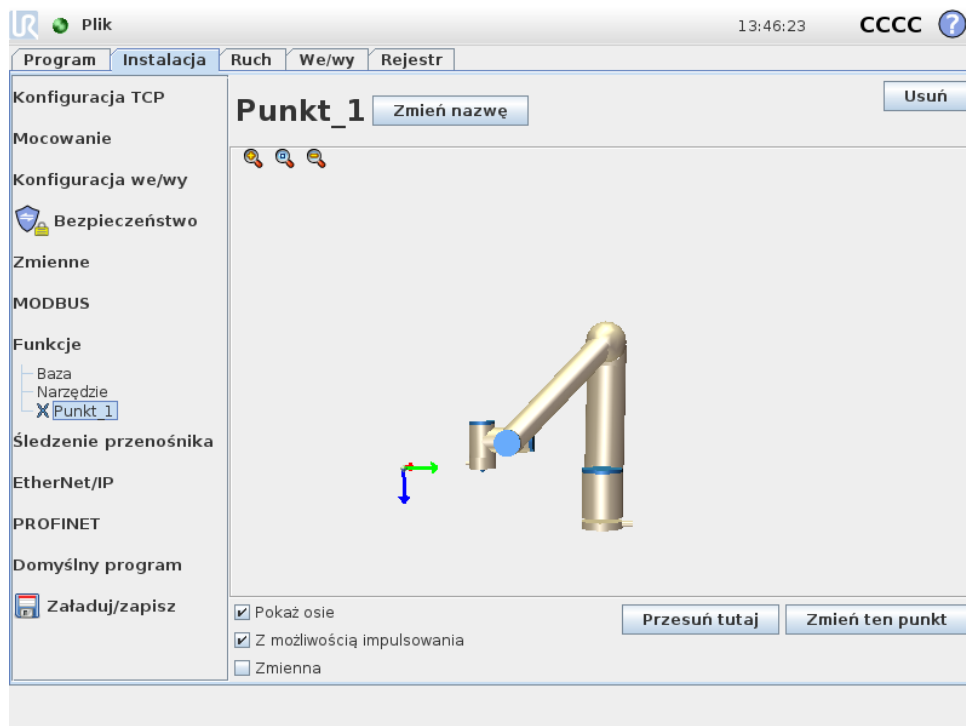 UR Plik 13:46:23 CCCC ?
Program Instalacja Ruch We/wy Rejestr
Konfiguracja TCP
Mocowanie
Konfiguracja we/wy
Bezpieczeństwo
Zmienne
MODBUS
Funkcje
Baza
Narzędzie
Punkt_1
Śledzenie przenośnika
EtherNet/IP
PROFINET
Domyślny program
Załaduj/zapisz
Punkt_1 Zmień nazwę Usuń
Pokaż osie
Z możliwością impulsowania
Zmienna
Przesuń tutaj Zmień ten punkt